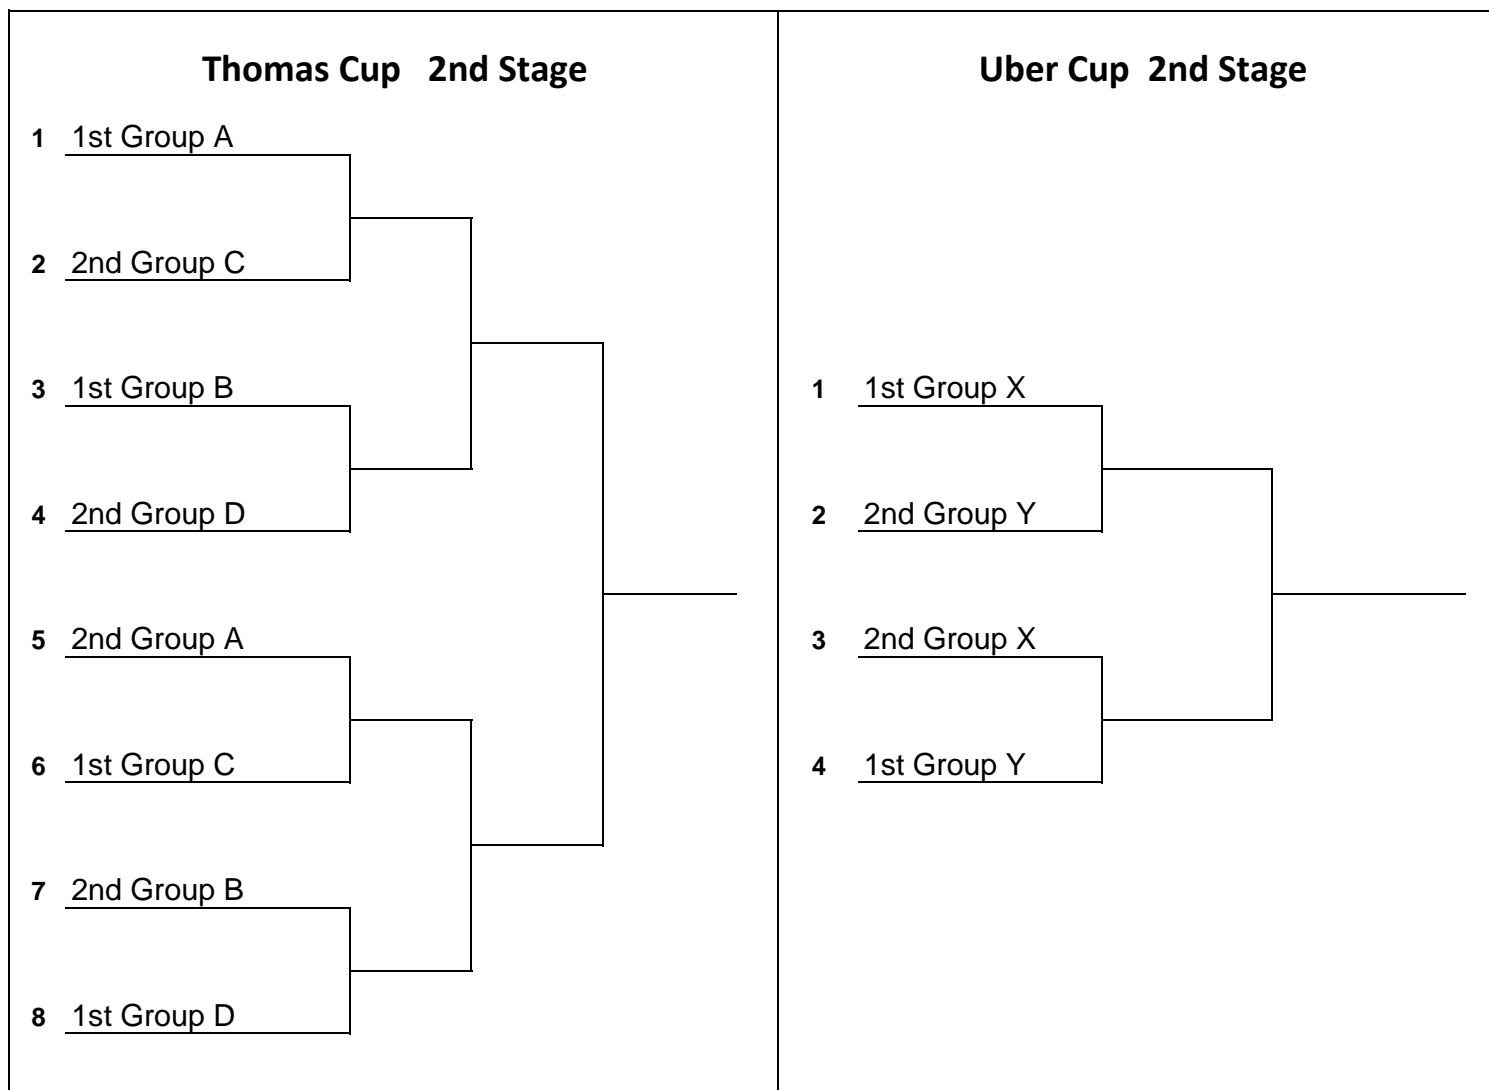 Thomas Cup 2nd Stage
1 1st Group A
2 2nd Group C
3 1st Group B
4 2nd Group D
5 2nd Group A
6 1st Group C
7 2nd Group B
8 1st Group D
Uber Cup 2nd Stage
1 1st Group X
2 2nd Group Y
3 2nd Group X
4 1st Group Y